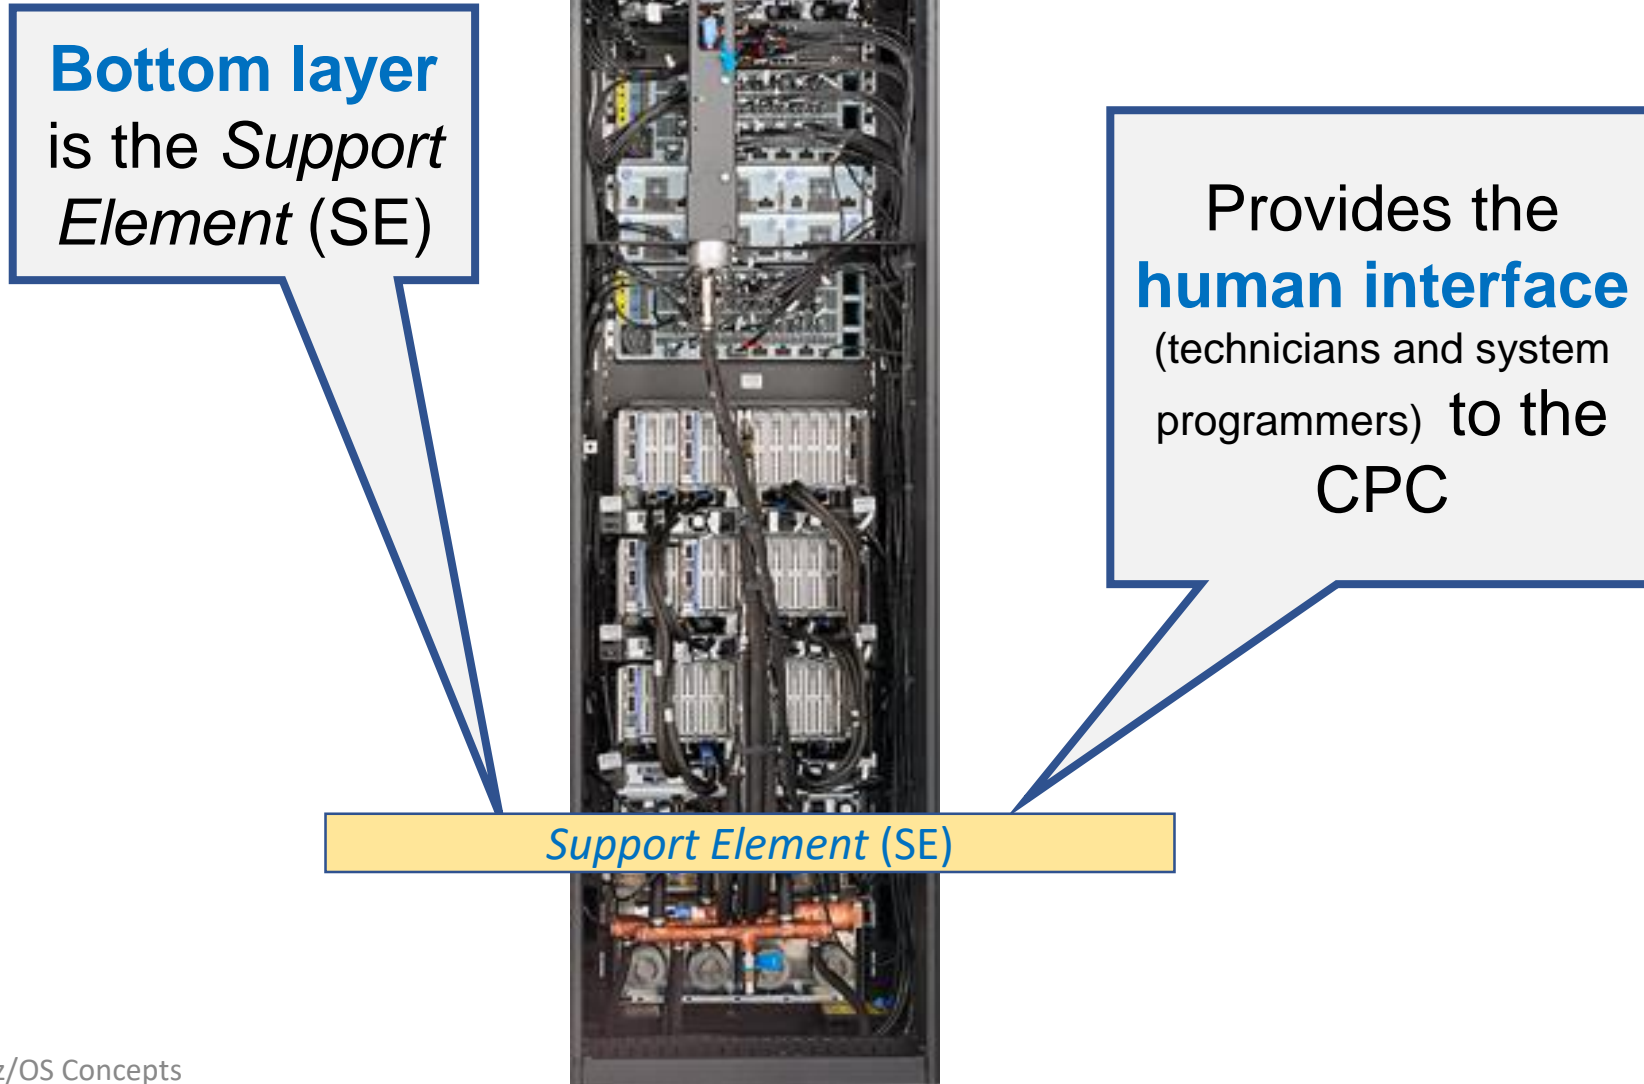 Bottom layer
is the Support
Element (SE)
Provides the
human interface
(technicians and system
programmers) to the
CPC
Support Element (SE)
z/OS Concepts